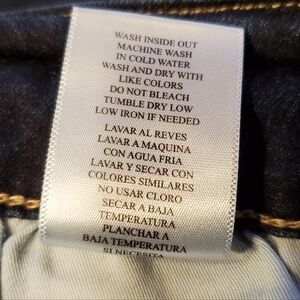 WASH INSIDE OUT
MACHINE WASH
IN COLD WATER
WASH AND DRY WITH
LIKE COLORS
DO NOT BLEACH
TUMBLE DRY LOW
LOW IRON IF NEEDED
LAVAR AL REVES
LAVAR A MAQUINA
CON AGUA FRIA
LAVAR Y SECAR CON
COLORES SIMILARES
NO USAR CLORO
SECAR A BAJA
TEMPERATURA
PLANCHAR A
BAJA TEMPERATURA
SI NECESITA